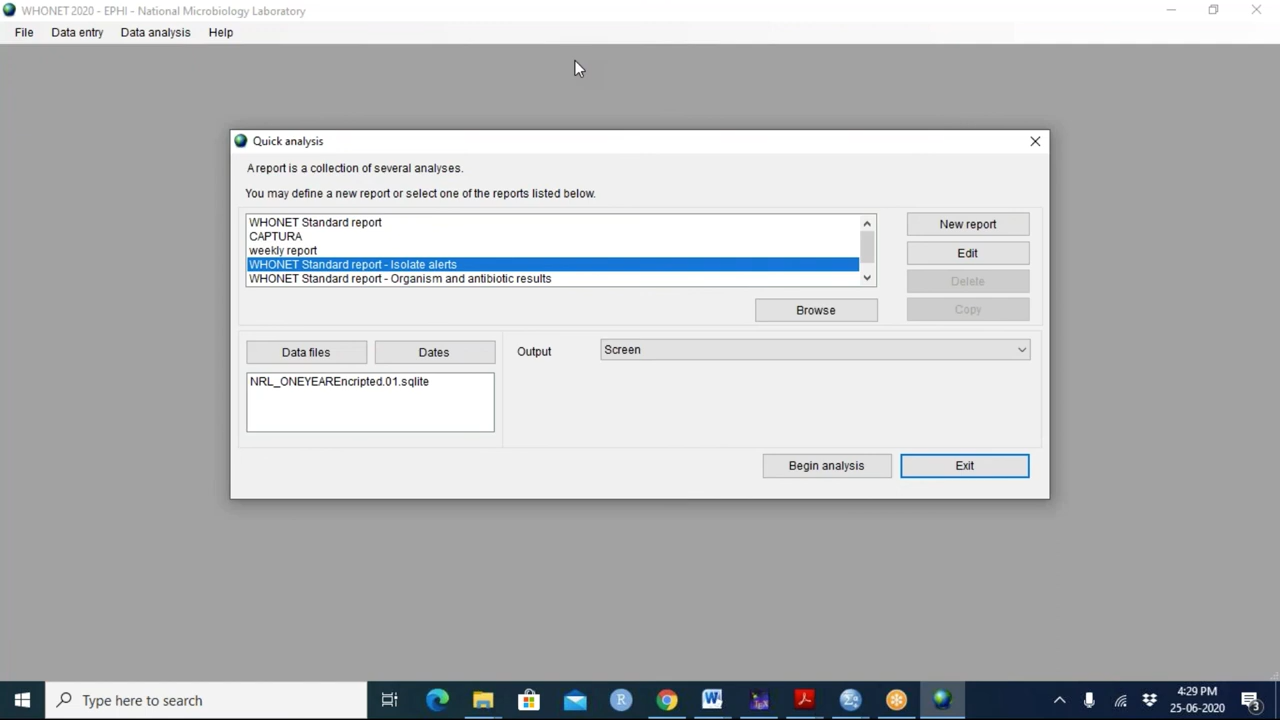 WHONET 2020 - EPHI - National Microbiology Laboratory
File Data entry Data analysis Help
Quick analysis
A report is a collection of several analyses.
You may define a new report or select one of the reports listed below.
WHONET Standard report
CAPTURA
weekly report
WHONET Standard report - Isolate alerts
WHONET Standard report - Organism and antibiotic results
New report
Edit
Delete
Copy
Browse
Data files Dates Output Screen
NRL_ONEYEAREncripted.01.sqlite
Begin analysis Exit
Type here to search
4:29 PM
25-06-2020
3